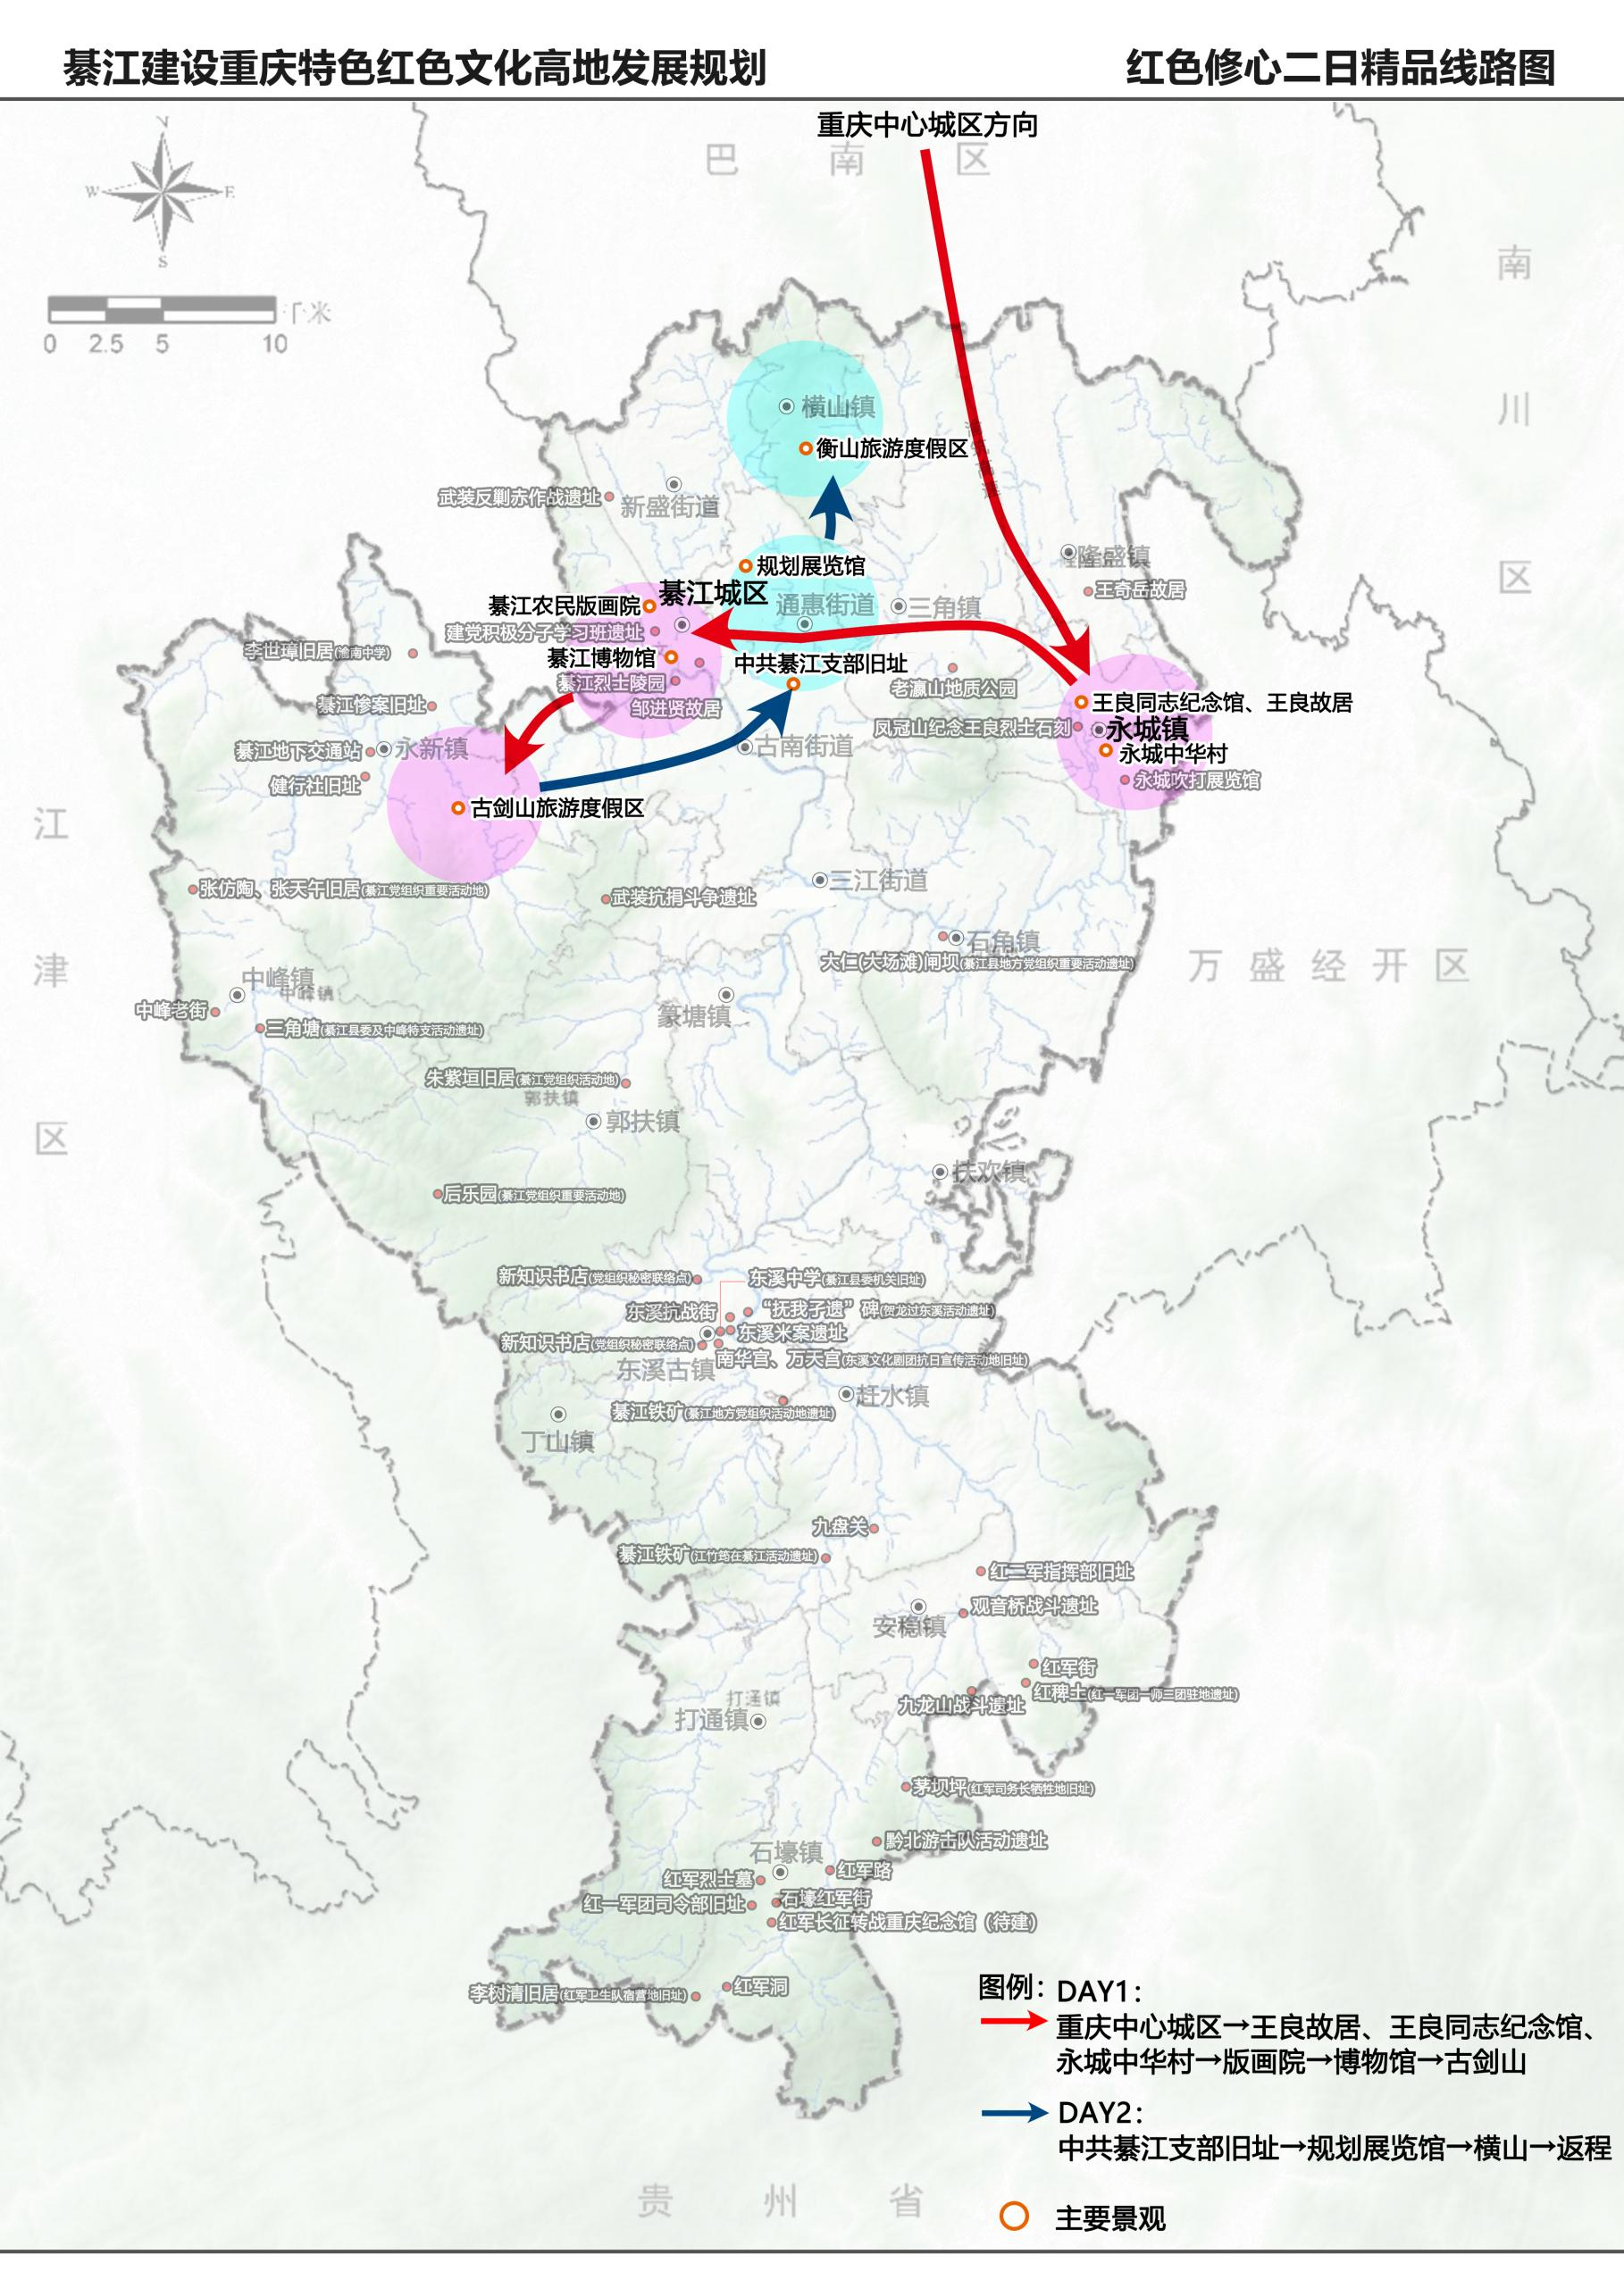 綦江建设重庆特色红色文化高地发展规划
红色修心二日精品线路图
重庆中心城区方向
巴南区
N
W
E
S
千米
0 2.5 5 10
南川区
横山镇
衡山旅游度假区
武装反剿赤作战遗址
新盛街道
隆盛镇
王奇岳故居
规划展览馆
綦江城区
綦江农民版画院
通惠街道
三角镇
建党积极分子学习班遗址
李世璋旧居(渝南中学)
綦江博物馆
中共綦江支部旧址
綦江烈士陵园
老瀛山地质公园
邹进贤故居
綦江惨案旧址
王良同志纪念馆、王良故居
凤冠山纪念王良烈士石刻
永城镇
永城中华村
永城吹打展览馆
綦江地下交通站
永新镇
古南街道
健行社旧址
古剑山旅游度假区
江津区
三江街道
张仿陶、张天午旧居(綦江党组织重要活动地)
武装抗捐斗争遗址
石角镇
大仁(大场滩)闸坝(綦江县地方党组织重要活动遗址)
万盛经开区
中峰镇
中峰镇
中峰老街
三角塘(綦江县委及中峰特支活动遗址)
篆塘镇
朱紫垣旧居(綦江党组织活动地)
郭扶镇
郭扶镇
扶欢镇
后乐园(綦江党组织重要活动地)
新知识书店(党组织秘密联络点)
东溪中学(綦江县委机关旧址)
东溪抗战街
“抚我孑遗”碑(贺龙过东溪活动遗址)
东溪米案遗址
新知识书店(党组织秘密联络点)
南华宫、万天宫(东溪文化剧团抗日宣传活动地旧址)
东溪古镇
赶水镇
綦江铁矿(綦江地方党组织活动地遗址)
丁山镇
九盘关
綦江铁矿(江竹筠在綦江活动遗址)
红三军指挥部旧址
观音桥战斗遗址
安稳镇
红军街
红稗土(红一军团一师三团驻地遗址)
九龙山战斗遗址
打通镇
打通镇
茅坝坪(红军司务长牺牲地旧址)
黔北游击队活动遗址
石壕镇
红军路
红军烈士墓
石壕红军街
红一军团司令部旧址
红军长征转战重庆纪念馆（待建）
红军洞
李树清旧居(红军卫生队宿营地旧址)
图例：
DAY1：
重庆中心城区→王良故居、王良同志纪念馆、
永城中华村→版画院→博物馆→古剑山
DAY2：
中共綦江支部旧址→规划展览馆→横山→返程
主要景观
贵州省